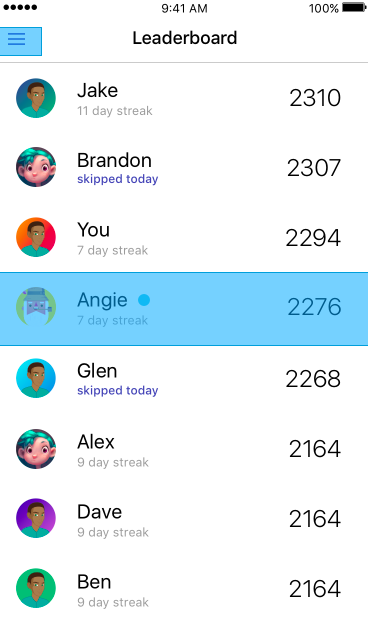 9:41 AM 100%
Leaderboard
Jake 2310
11 day streak
Brandon 2307
skipped today
You 2294
7 day streak
Angie 2276
7 day streak
Glen 2268
skipped today
Alex 2164
9 day streak
Dave 2164
9 day streak
Ben 2164
9 day streak